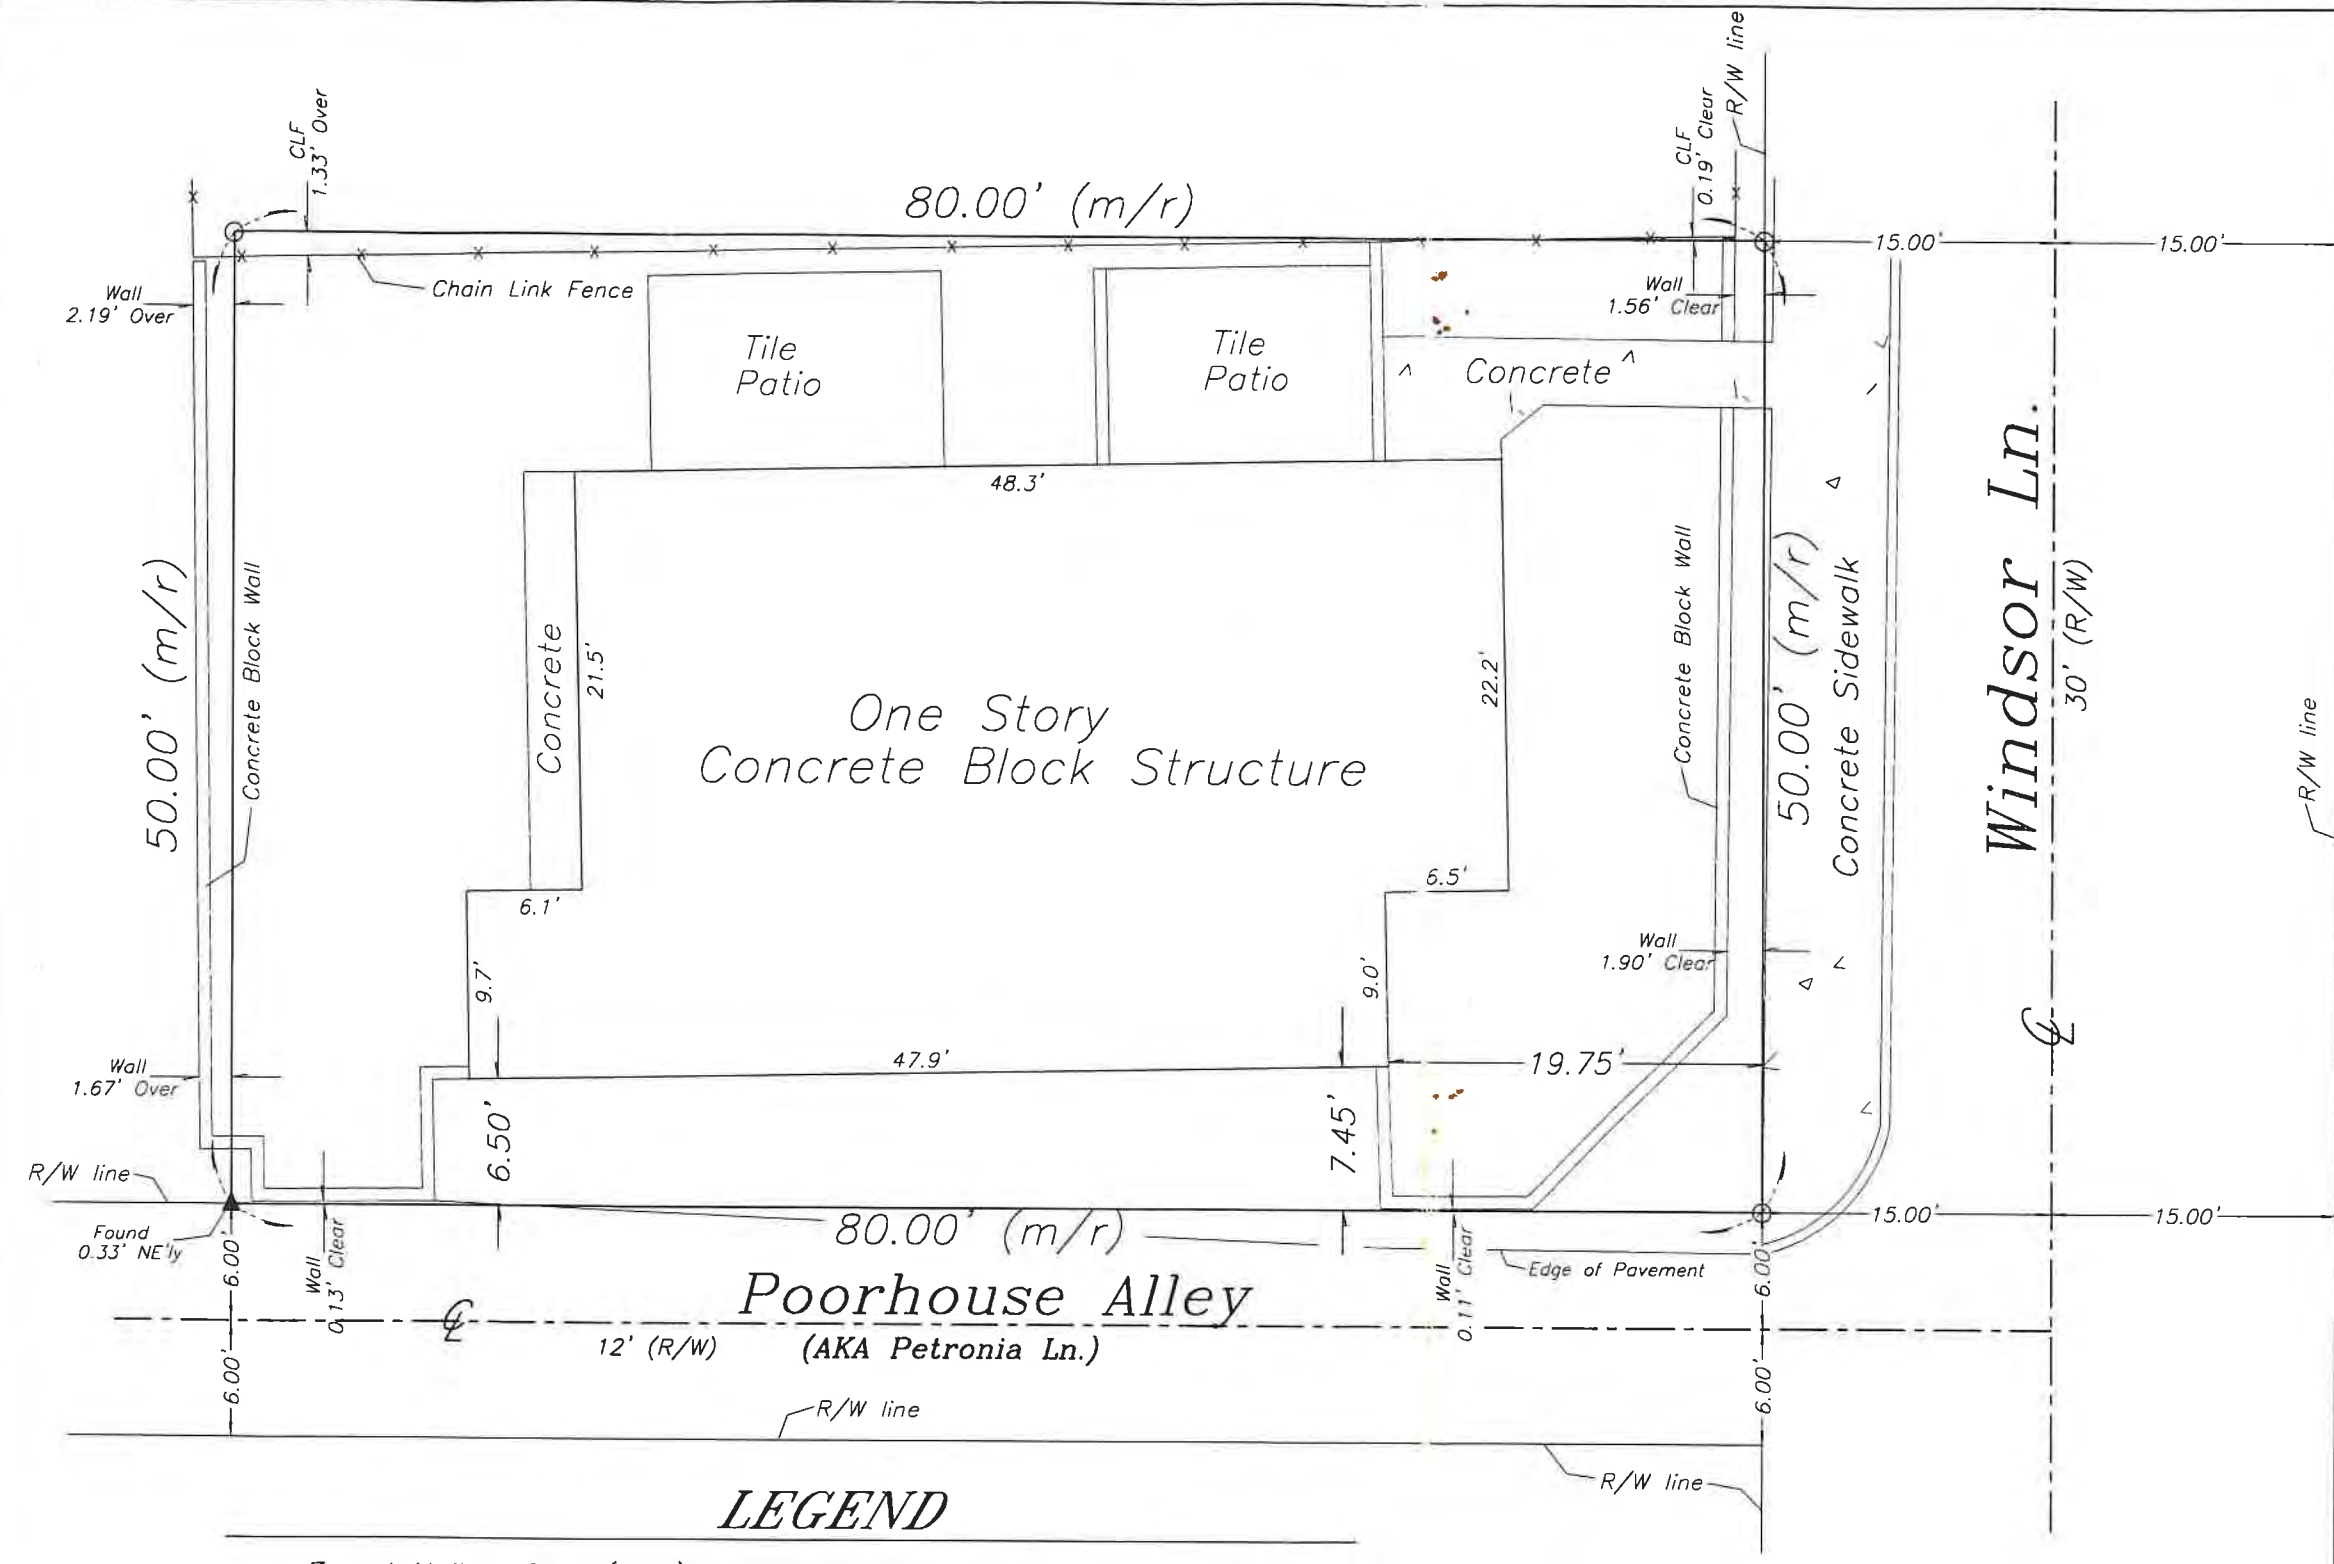 R/W line
CLF
1.33' Over
CLF
0.19' Clear
80.00' (m/r)
15.00'
15.00'
Wall
2.19' Over
Chain Link Fence
Wall
1.56' Clear
Tile
Patio
Tile
Patio
Concrete
48.3'
50.00' (m/r)
Concrete Block Wall
Concrete
21.5'
One Story
Concrete Block Structure
22.2'
Concrete Block Wall
50.00' (m/r)
Concrete Sidewalk
Windsor Ln.
30' (R/W)
R/W line
6.1'
6.5'
9.7'
9.0'
Wall
1.90' Clear
47.9'
19.75'
Wall
1.67' Over
6.50'
7.45'
R/W line
Found
0.33' NE'ly
6.00'
Wall
0.13' Clear
80.00' (m/r)
Wall
0.11' Clear
Edge of Pavement
6.00'
15.00'
15.00'
Poorhouse Alley
℄
℄
12' (R/W)
(AKA Petronia Ln.)
6.00'
6.00'
R/W line
R/W line
LEGEND